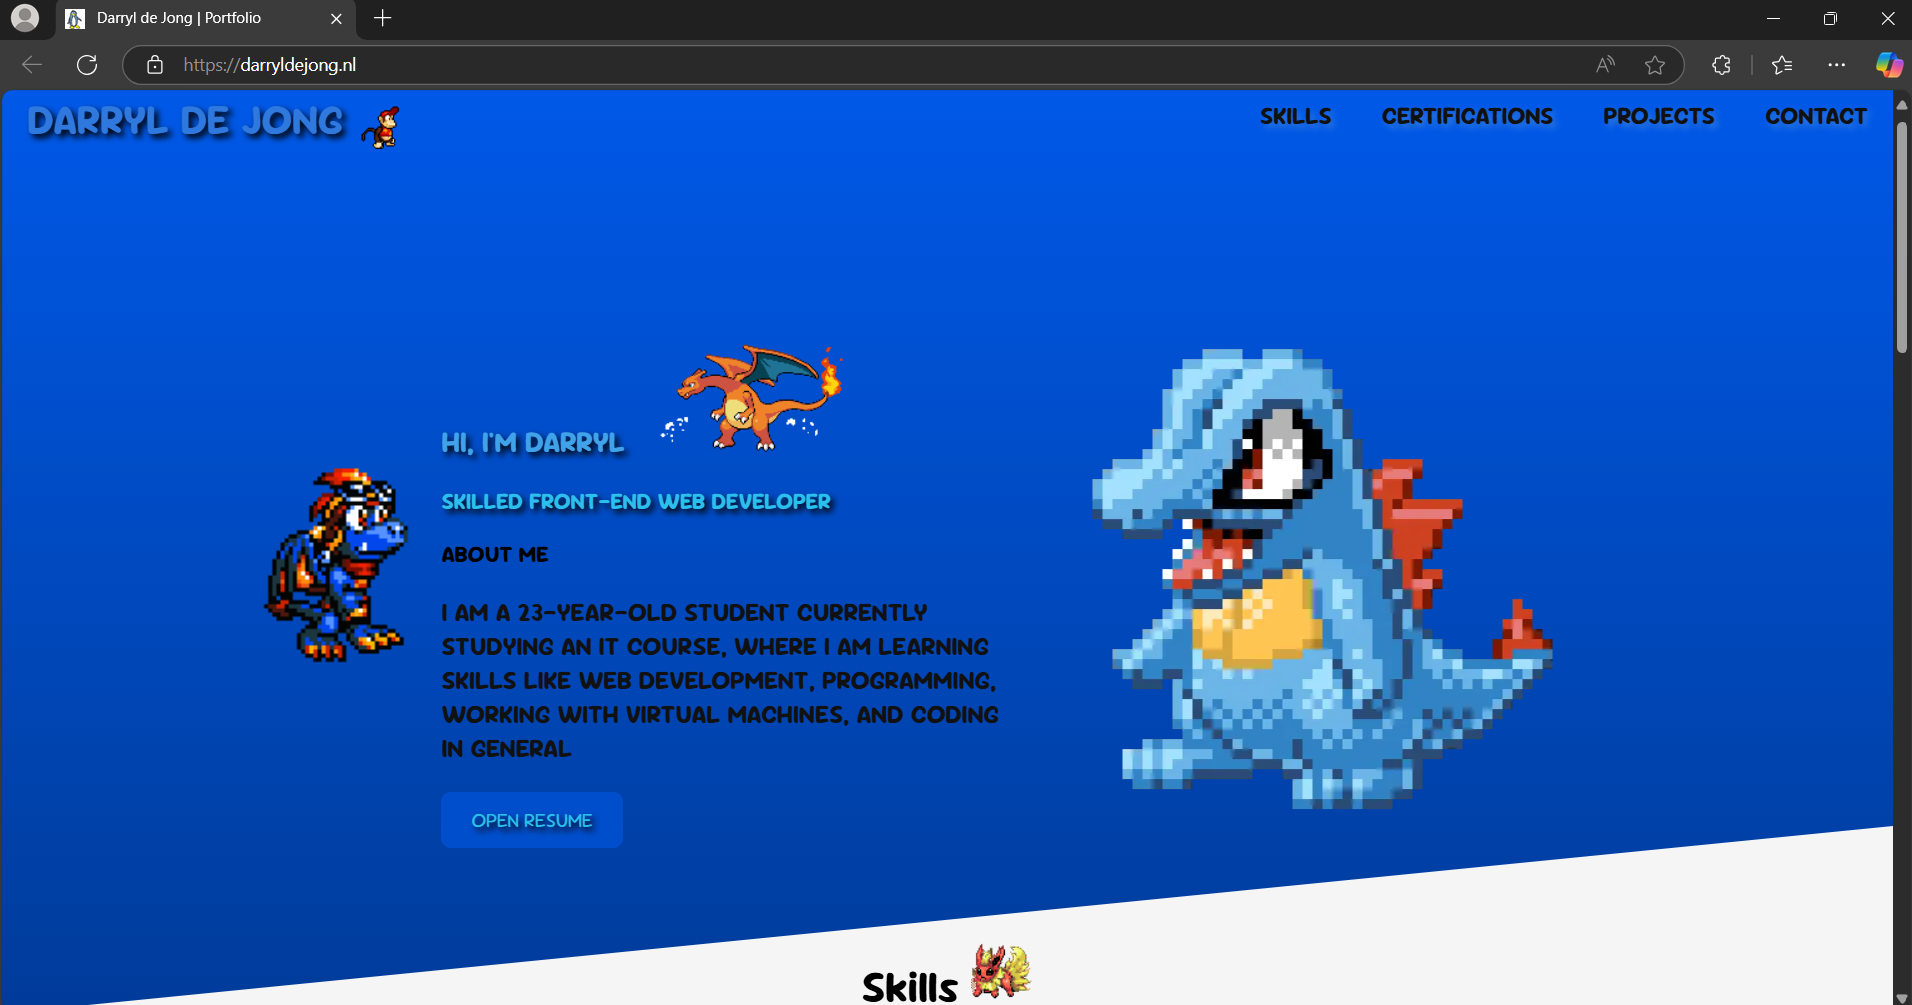 Darryl de Jong | Portfolio
https://darryldejong.nl
DARRYL DE JONG
SKILLS CERTIFICATIONS PROJECTS CONTACT
HI, I'M DARRYL
SKILLED FRONT-END WEB DEVELOPER
ABOUT ME
I AM A 23-YEAR-OLD STUDENT CURRENTLY
STUDYING AN IT COURSE, WHERE I AM LEARNING
SKILLS LIKE WEB DEVELOPMENT, PROGRAMMING,
WORKING WITH VIRTUAL MACHINES, AND CODING
IN GENERAL
OPEN RESUME
Skills